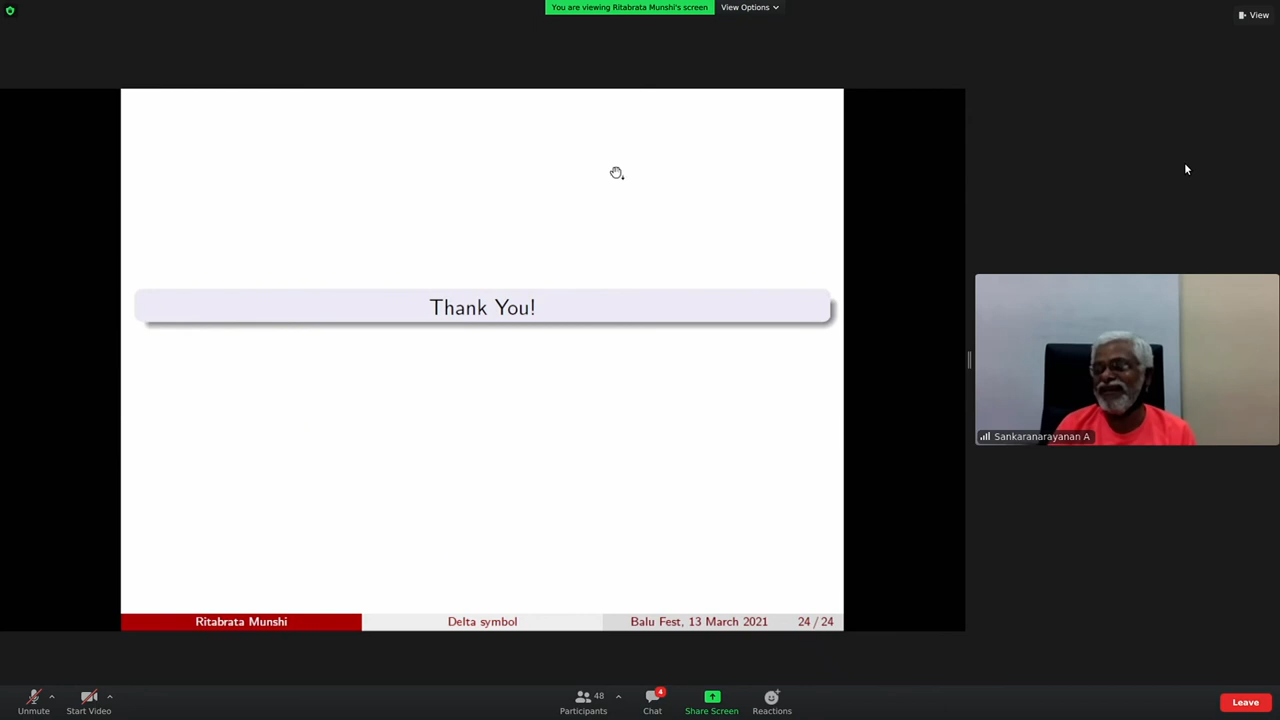 You are viewing Ritabrata Munshi's screen
View Options
View
Thank You!
Sankaranarayanan A
Ritabrata Munshi
Delta symbol
Balu Fest, 13 March 2021
24 / 24
Unmute
Start Video
48
Participants
4
Chat
Share Screen
Reactions
Leave